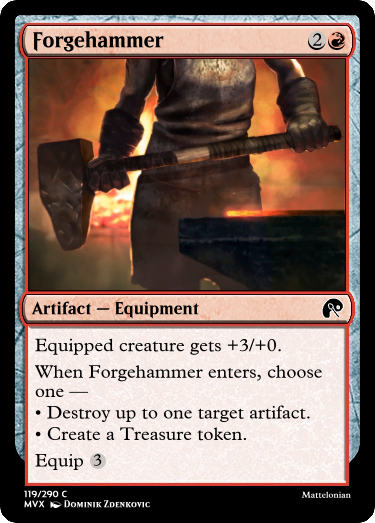 Forgehammer 2
Artifact — Equipment
Equipped creature gets +3/+0.
When Forgehammer enters, choose
one —
• Destroy up to one target artifact.
• Create a Treasure token.
Equip 3
119/290 C Mattelonian
MVX Dominik Zdenkovic